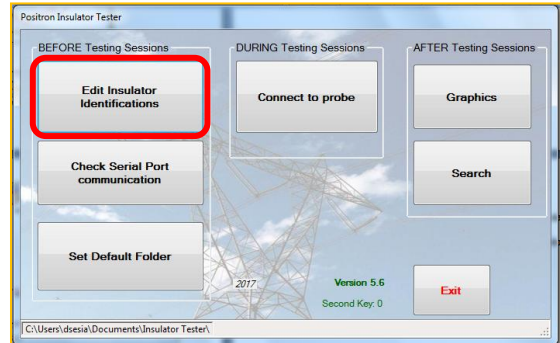 Positron Insulator Tester
BEFORE Testing Sessions
Edit Insulator
Identifications
Check Serial Port
communication
Set Default Folder
DURING Testing Sessions
Connect to probe
AFTER Testing Sessions
Graphics
Search
2017
Version 5.6
Second Key: 0
Exit
C:\Users\dsesia\Documents\Insulator Tester\